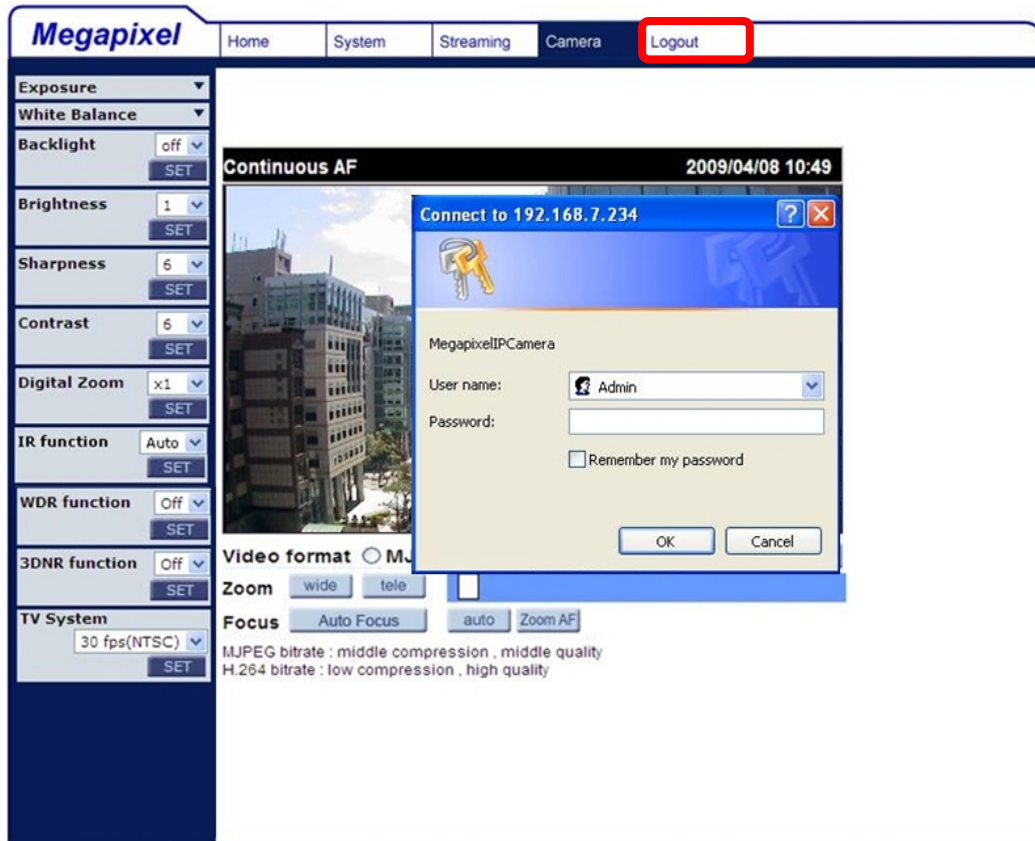 Megapixel
Home System Streaming Camera Logout
Exposure
White Balance
Backlight off
SET
Brightness 1
SET
Sharpness 6
SET
Contrast 6
SET
Digital Zoom x1
SET
IR function Auto
SET
WDR function Off
SET
3DNR function Off
SET
TV System
30 fps(NTSC)
SET
Continuous AF 2009/04/08 10:49
Connect to 192.168.7.234
MegapixelIPCamera
User name: Admin
Password:
Remember my password
OK Cancel
Video format MJ
Zoom wide tele
Focus Auto Focus auto Zoom AF
MJPEG bitrate : middle compression , middle quality
H.264 bitrate : low compression , high quality